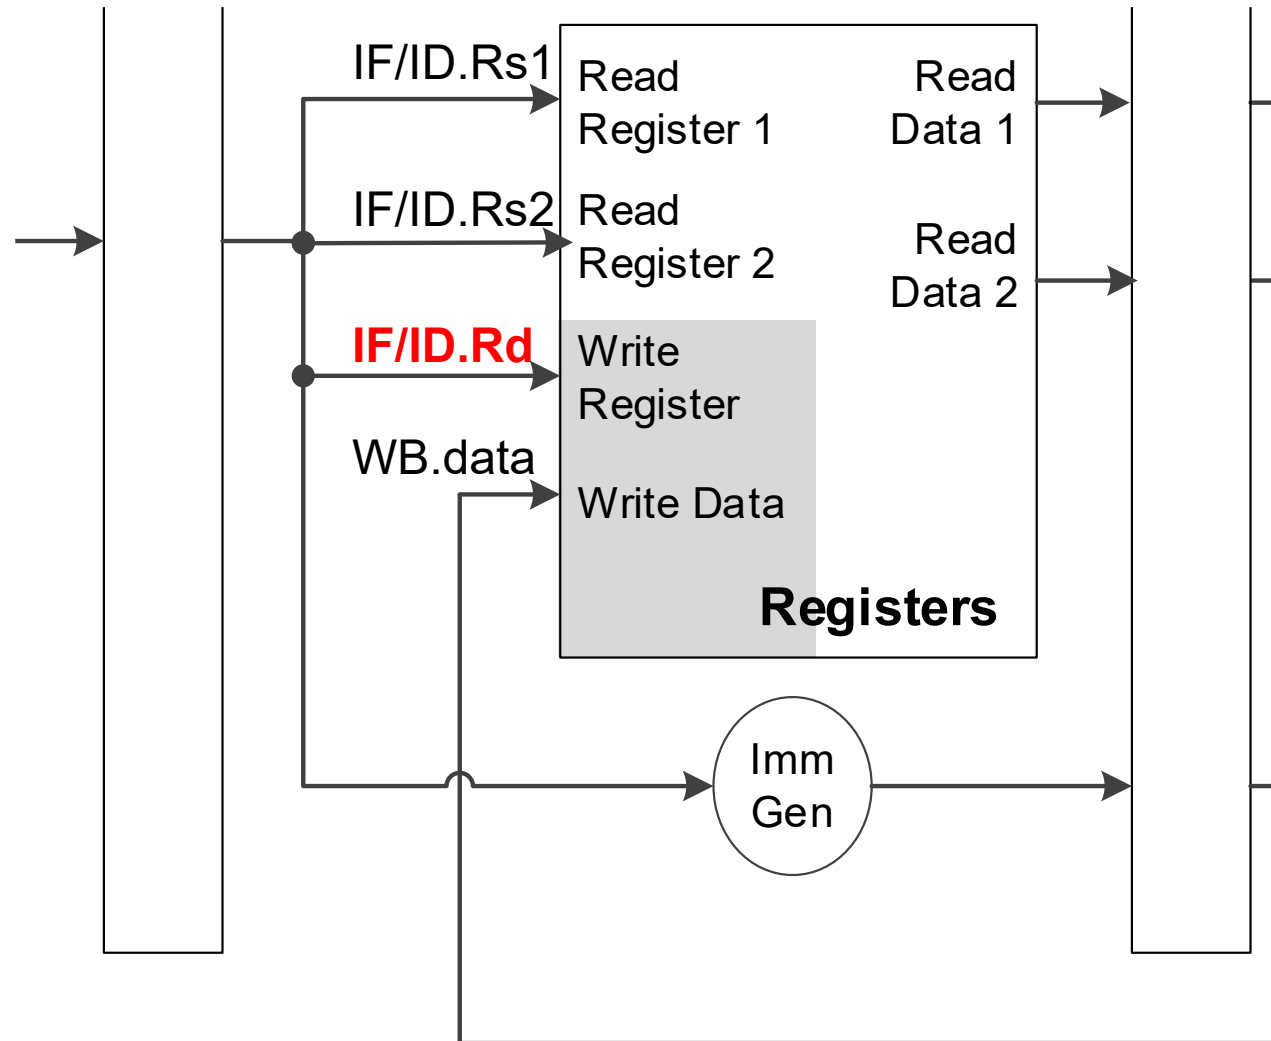 IF/ID.Rs1
Read
Register 1
Read
Data 1
IF/ID.Rs2
Read
Register 2
Read
Data 2
IF/ID.Rd
Write
Register
WB.data
Write Data
Registers
Imm
Gen